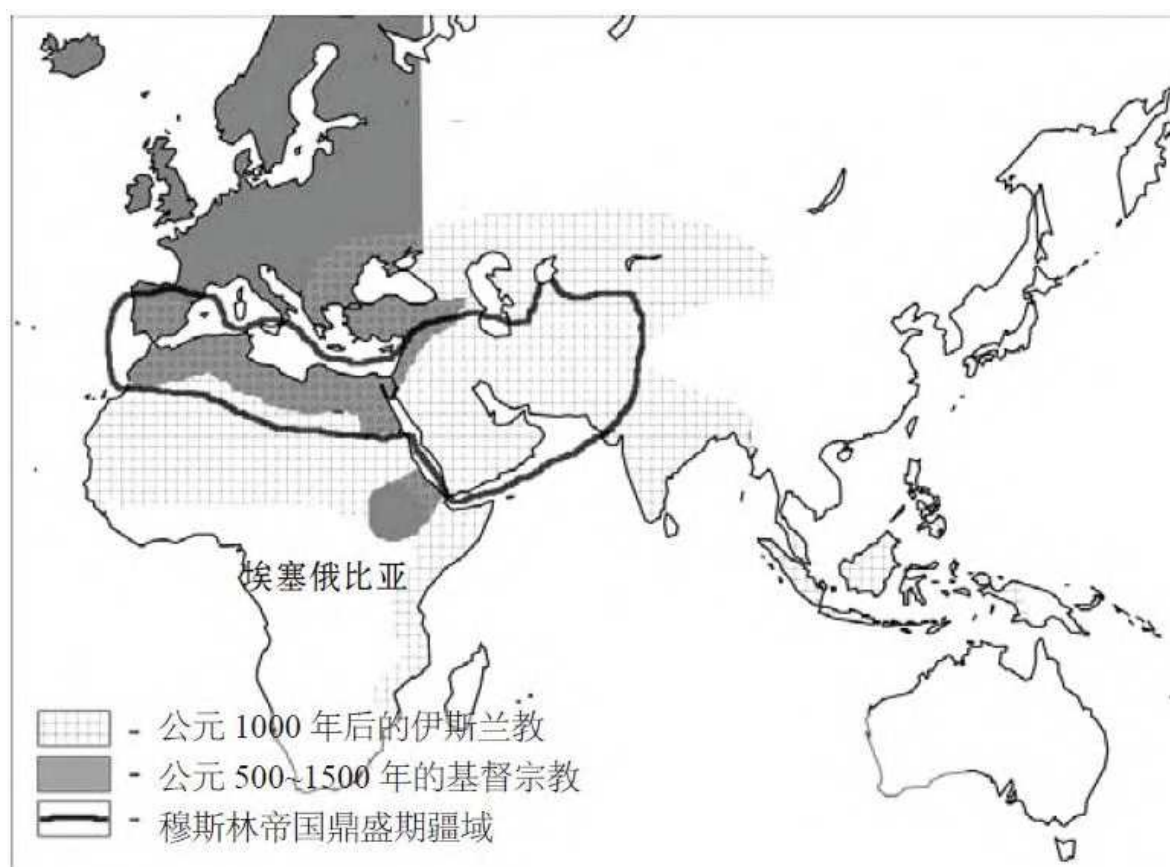 埃塞俄比亚
- 公元 1000 年后的伊斯兰教
- 公元 500~1500 年的基督宗教
- 穆斯林帝国鼎盛期疆域